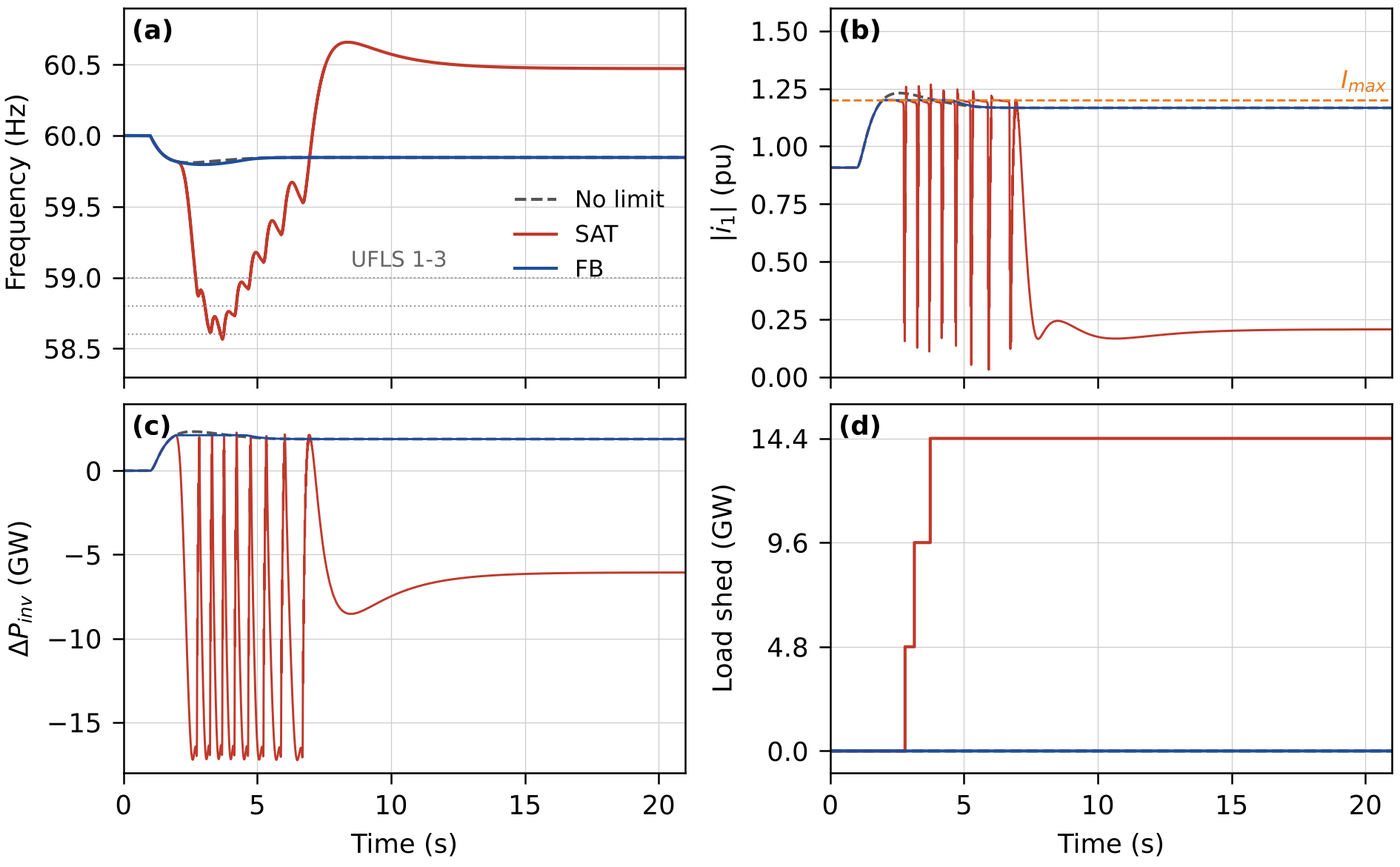 (a)
Frequency (Hz)
60.5
60.0
59.5
59.0
58.5
UFLS 1-3
No limit
SAT
FB
(b)
|i₁| (pu)
1.50
1.25
1.00
0.75
0.50
0.25
0.00
I_max
(c)
ΔP_inv (GW)
0
−5
−10
−15
0 5 10 15 20
Time (s)
(d)
Load shed (GW)
14.4
9.6
4.8
0.0
0 5 10 15 20
Time (s)